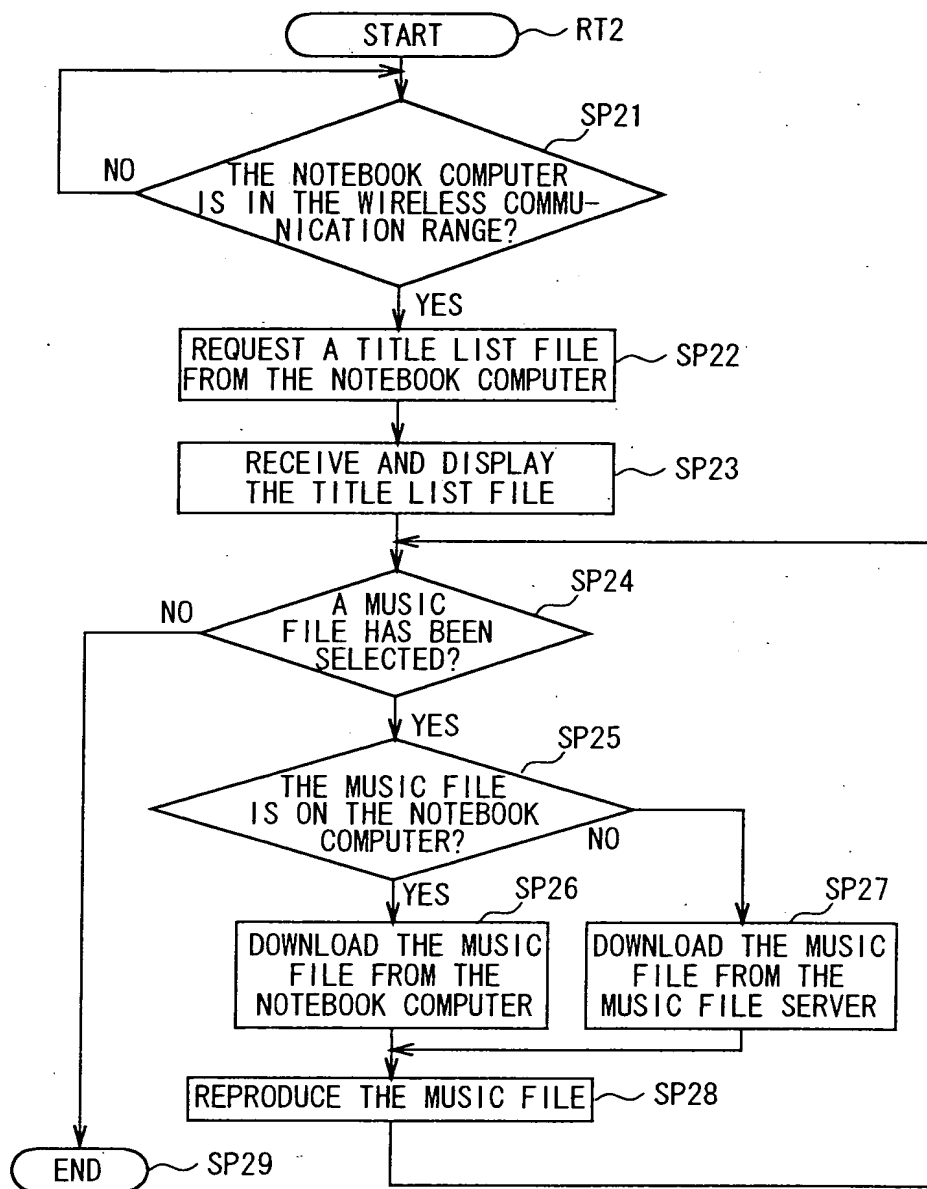 START
RT2
SP21
NO
THE NOTEBOOK COMPUTER
IS IN THE WIRELESS COMMU-
NICATION RANGE?
YES
REQUEST A TITLE LIST FILE
FROM THE NOTEBOOK COMPUTER
SP22
RECEIVE AND DISPLAY
THE TITLE LIST FILE
SP23
SP24
NO
A MUSIC
FILE HAS BEEN
SELECTED?
YES
SP25
THE MUSIC FILE
IS ON THE NOTEBOOK
COMPUTER?
NO
YES
SP26
SP27
DOWNLOAD THE MUSIC
FILE FROM THE
NOTEBOOK COMPUTER
DOWNLOAD THE MUSIC
FILE FROM THE
MUSIC FILE SERVER
REPRODUCE THE MUSIC FILE
SP28
END
SP29